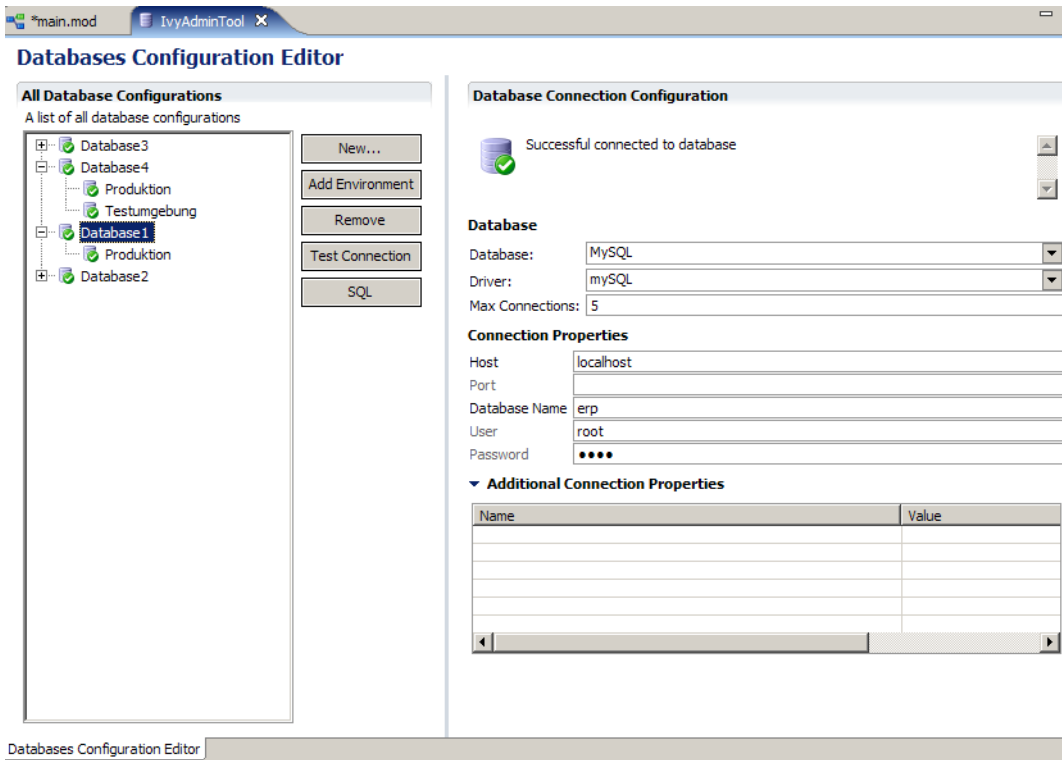 *main.mod
IvyAdminTool
Databases Configuration Editor
All Database Configurations
A list of all database configurations
Database3
Database4
Produktion
Testumgebung
Database1
Produktion
Database2
New...
Add Environment
Remove
Test Connection
SQL
Database Connection Configuration
Successful connected to database
Database
Database: MySQL
Driver: mySQL
Max Connections: 5
Connection Properties
Host localhost
Port
Database Name erp
User root
Password ●●●●
Additional Connection Properties
Name Value
Databases Configuration Editor